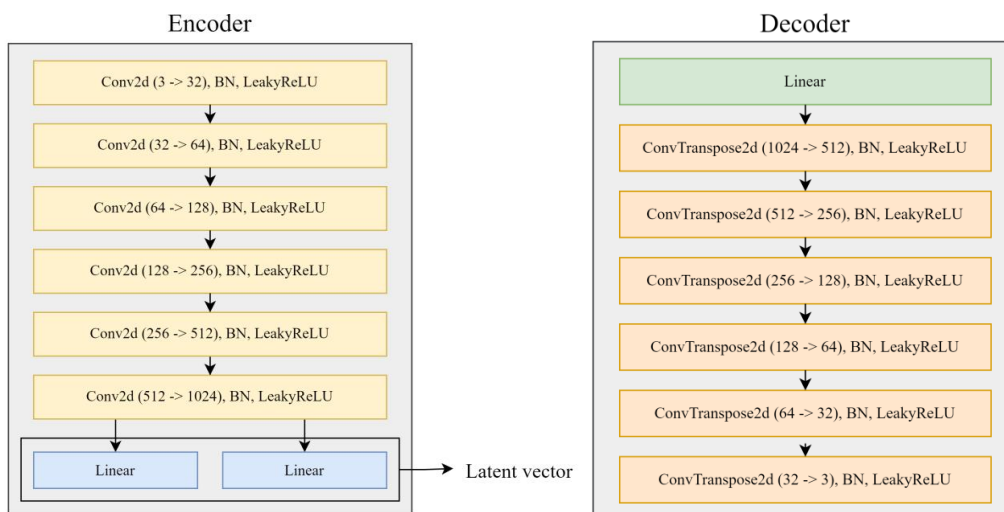 Encoder
Conv2d (3 -> 32), BN, LeakyReLU
Conv2d (32 -> 64), BN, LeakyReLU
Conv2d (64 -> 128), BN, LeakyReLU
Conv2d (128 -> 256), BN, LeakyReLU
Conv2d (256 -> 512), BN, LeakyReLU
Conv2d (512 -> 1024), BN, LeakyReLU
Linear
Linear
Latent vector
Decoder
Linear
ConvTranspose2d (1024 -> 512), BN, LeakyReLU
ConvTranspose2d (512 -> 256), BN, LeakyReLU
ConvTranspose2d (256 -> 128), BN, LeakyReLU
ConvTranspose2d (128 -> 64), BN, LeakyReLU
ConvTranspose2d (64 -> 32), BN, LeakyReLU
ConvTranspose2d (32 -> 3), BN, LeakyReLU